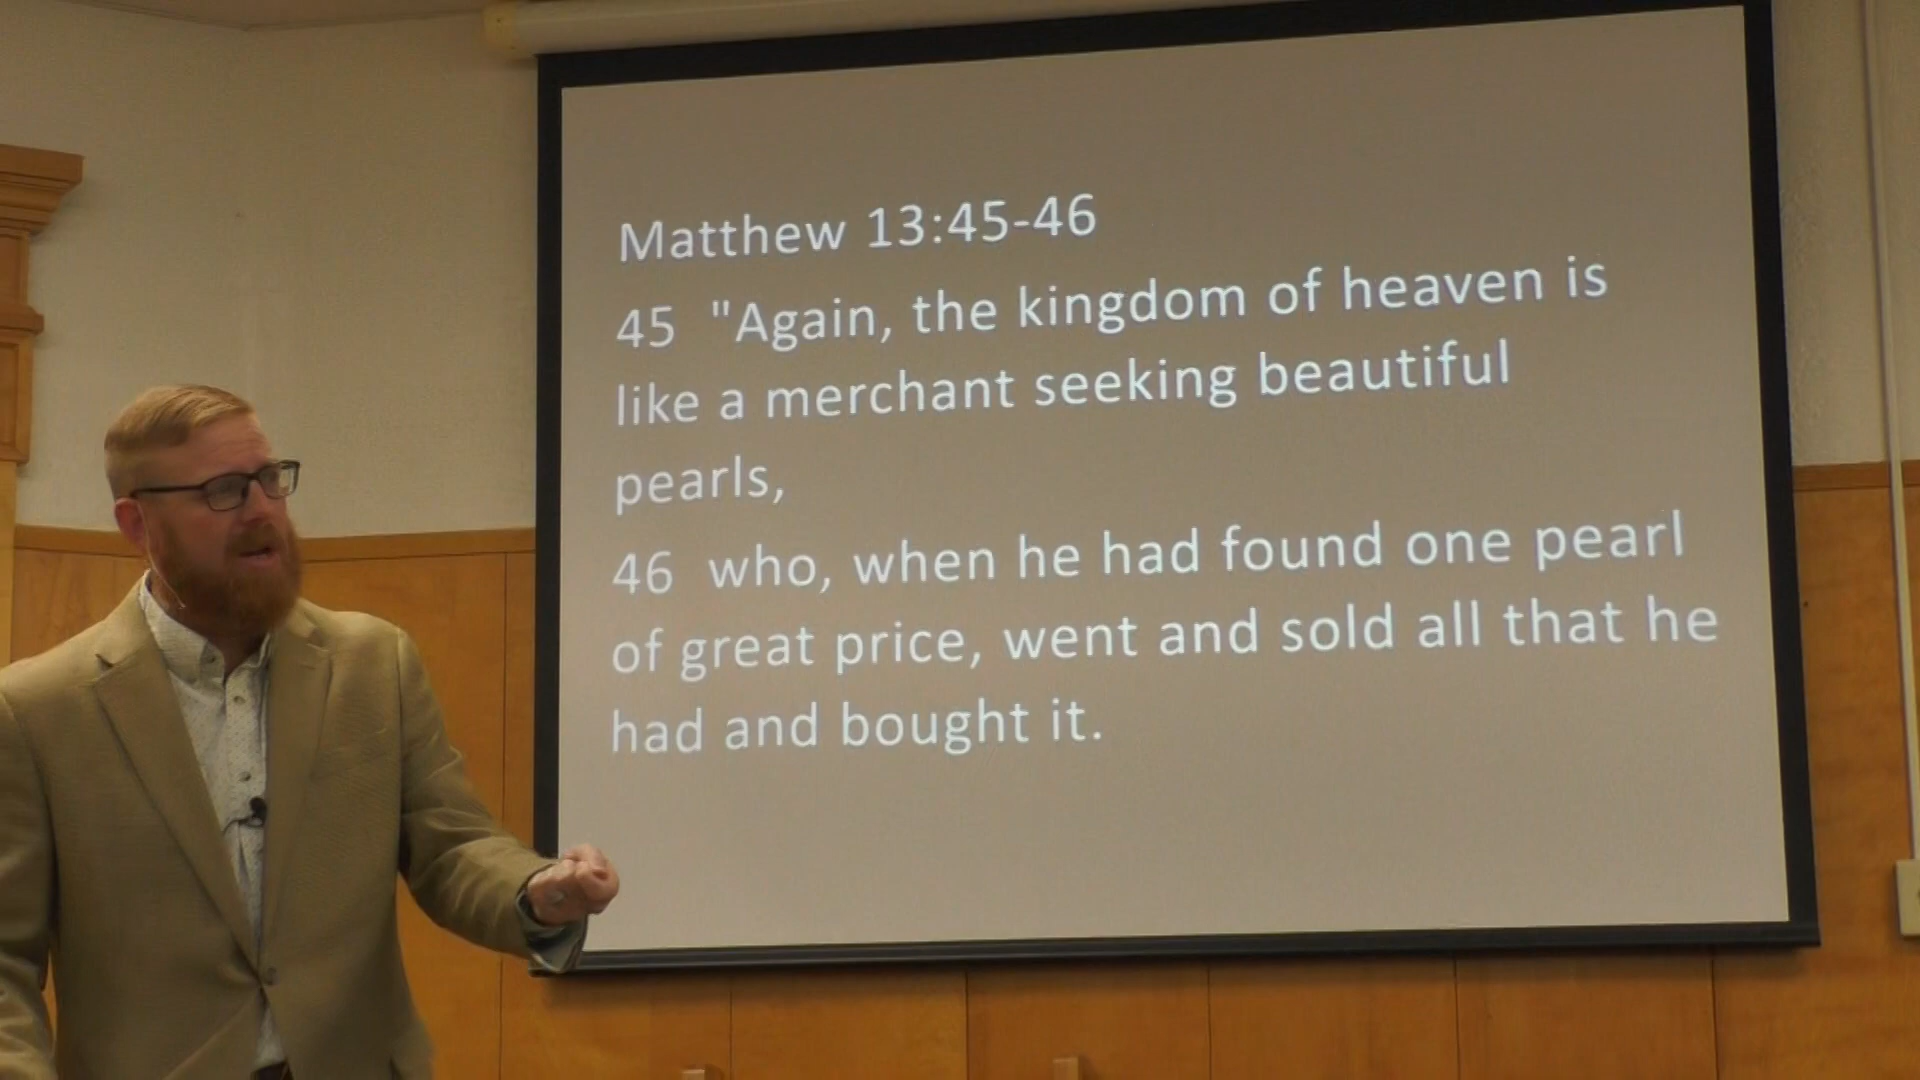 Matthew 13:45-46
45 "Again, the kingdom of heaven is
like a merchant seeking beautiful
pearls,
46 who, when he had found one pearl
of great price, went and sold all that he
had and bought it.